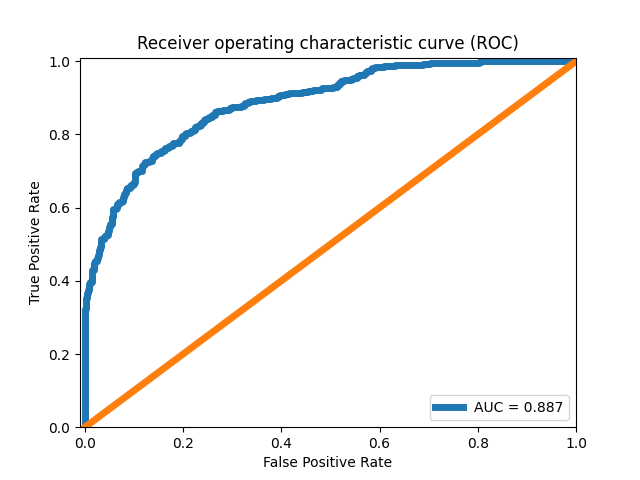 Receiver operating characteristic curve (ROC)
True Positive Rate
1.0
0.8
0.6
0.4
0.2
0.0
AUC = 0.887
0.0 0.2 0.4 0.6 0.8 1.0
False Positive Rate